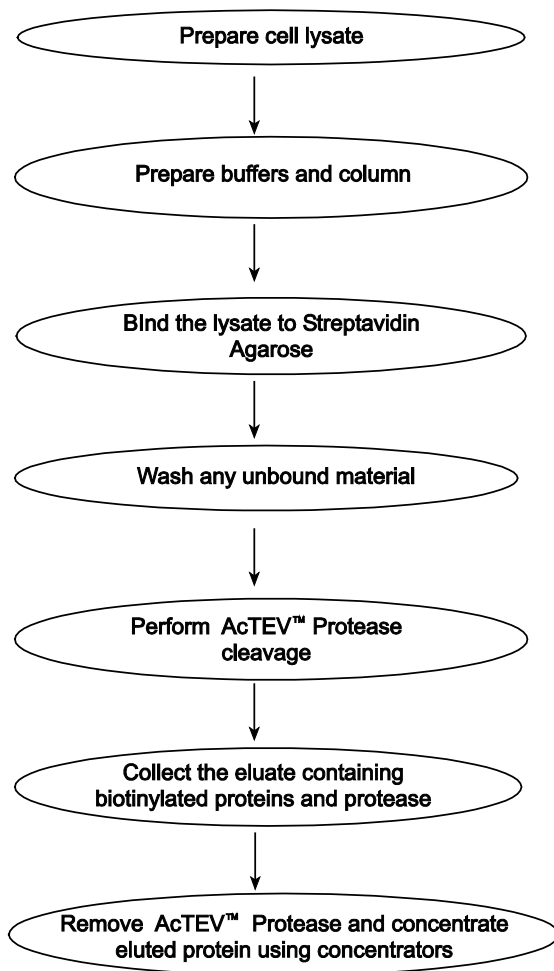 Prepare cell lysate
Prepare buffers and column
BInd the lysate to Streptavidin
Agarose
Wash any unbound material
Perform AcTEV™ Protease
cleavage
Collect the eluate containing
biotinylated proteins and protease
Remove AcTEV™ Protease and concentrate
eluted protein using concentrators